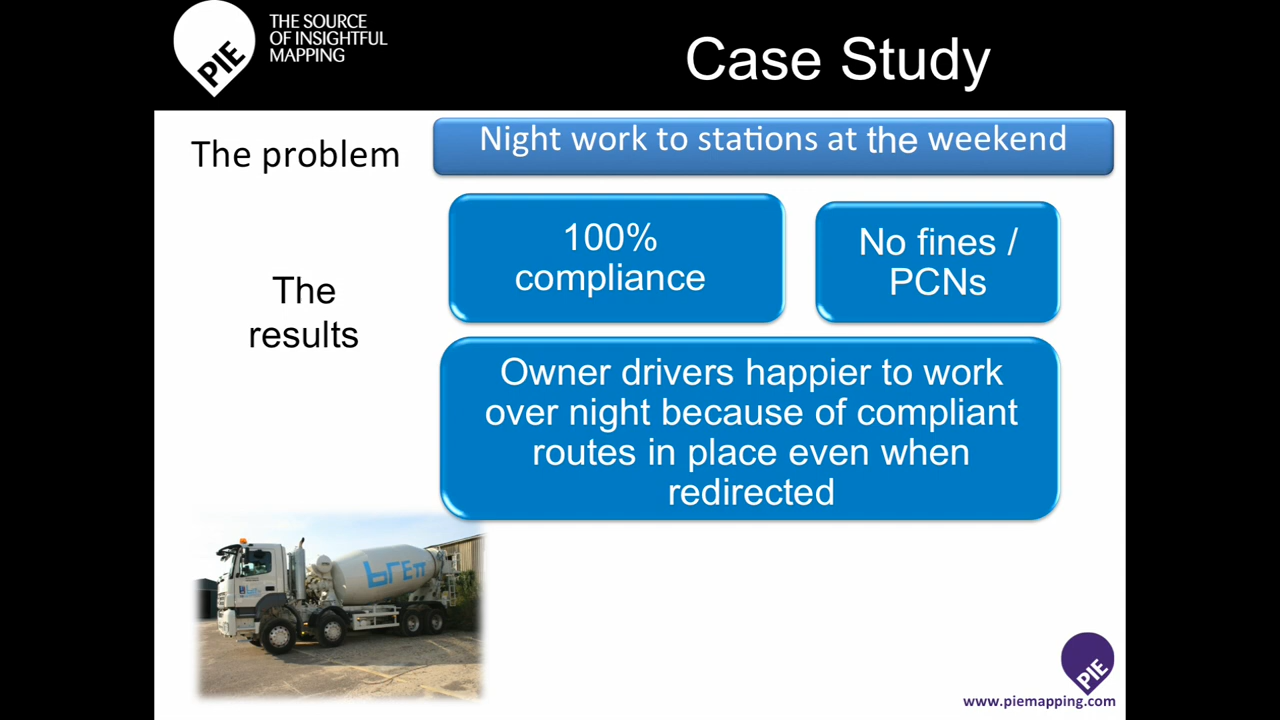 PIE
THE SOURCE
OF INSIGHTFUL
MAPPING
Case Study
The problem
Night work to stations at the weekend
The
results
100%
compliance
No fines /
PCNs
Owner drivers happier to work
over night because of compliant
routes in place even when
redirected
brett
PIE
www.piemapping.com